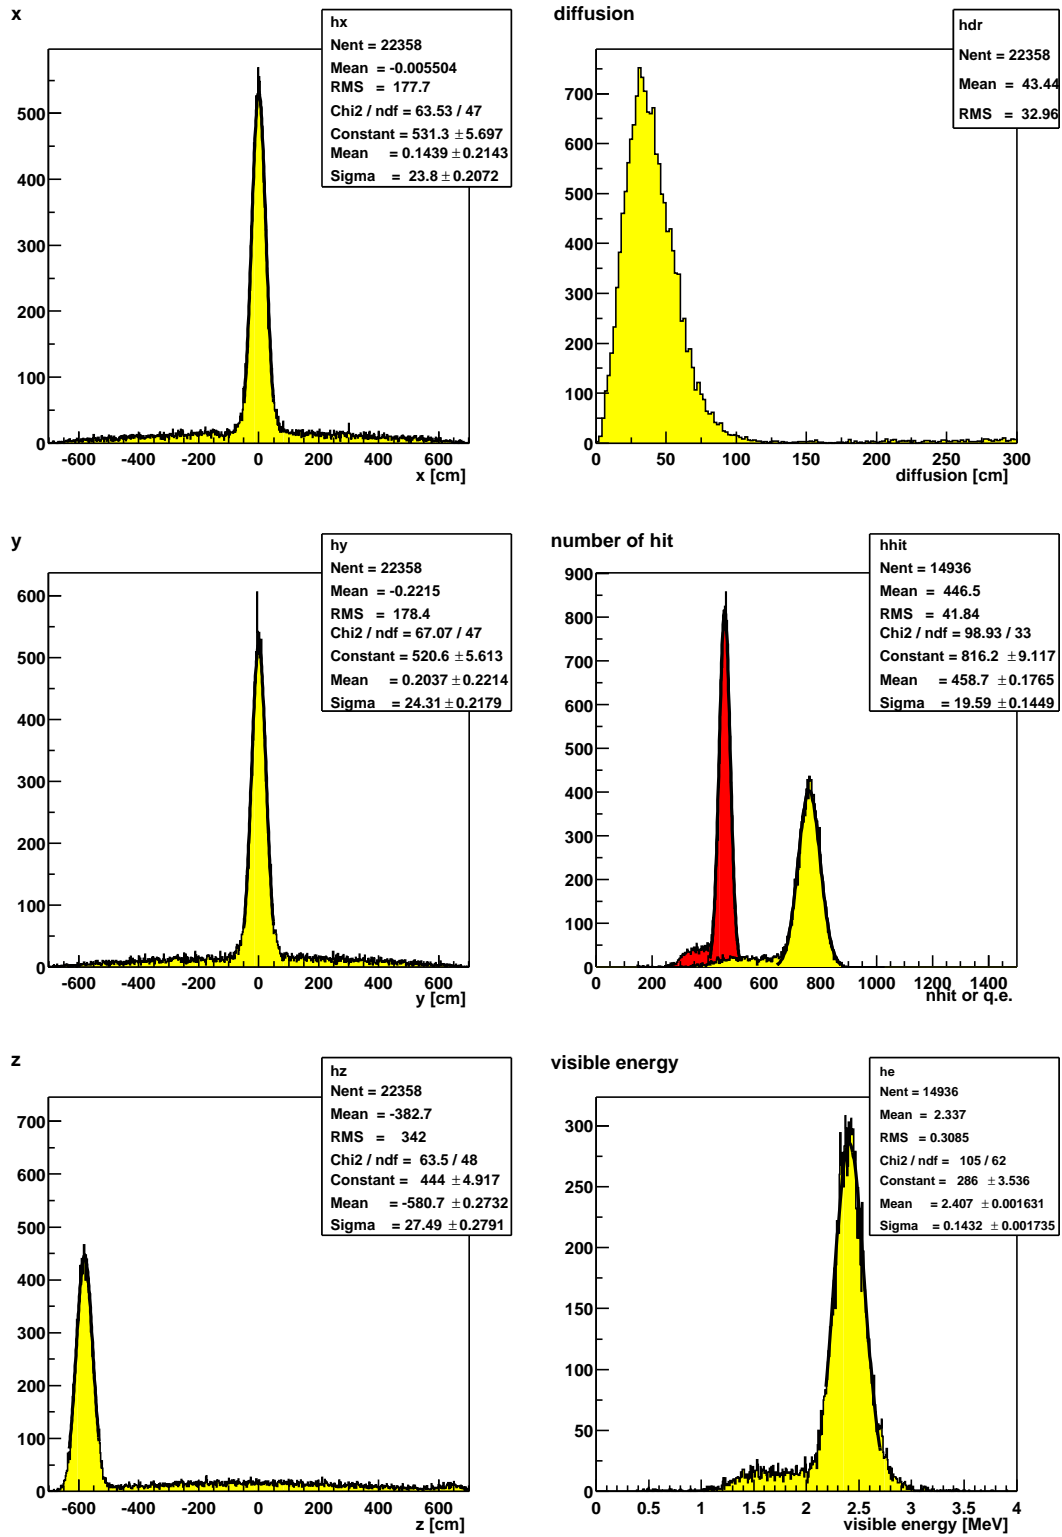 x
hx
Nent = 22358
Mean = -0.005504
RMS = 177.7
Chi2 / ndf = 63.53 / 47
Constant = 531.3 ± 5.697
Mean = 0.1439 ± 0.2143
Sigma = 23.8 ± 0.2072
500
400
300
200
100
0
-600 -400 -200 0 200 400 600
x [cm]
diffusion
hdr
Nent = 22358
Mean = 43.44
RMS = 32.96
700
600
500
400
300
200
100
0
0 50 100 150 200 250 300
diffusion [cm]
y
hy
Nent = 22358
Mean = -0.2215
RMS = 178.4
Chi2 / ndf = 67.07 / 47
Constant = 520.6 ± 5.613
Mean = 0.2037 ± 0.2214
Sigma = 24.31 ± 0.2179
600
500
400
300
200
100
0
-600 -400 -200 0 200 400 600
y [cm]
number of hit
hhit
Nent = 14936
Mean = 446.5
RMS = 41.84
Chi2 / ndf = 98.93 / 33
Constant = 816.2 ± 9.117
Mean = 458.7 ± 0.1765
Sigma = 19.59 ± 0.1449
900
800
700
600
500
400
300
200
100
0
0 200 400 600 800 1000 1200 1400
nhit or q.e.
z
hz
Nent = 22358
Mean = -382.7
RMS = 342
Chi2 / ndf = 63.5 / 48
Constant = 444 ± 4.917
Mean = -580.7 ± 0.2732
Sigma = 27.49 ± 0.2791
700
600
500
400
300
200
100
0
-600 -400 -200 0 200 400 600
z [cm]
visible energy
he
Nent = 14936
Mean = 2.337
RMS = 0.3085
Chi2 / ndf = 105 / 62
Constant = 286 ± 3.536
Mean = 2.407 ± 0.001631
Sigma = 0.1432 ± 0.001735
300
250
200
150
100
50
0
0 0.5 1 1.5 2 2.5 3 3.5 4
visible energy [MeV]